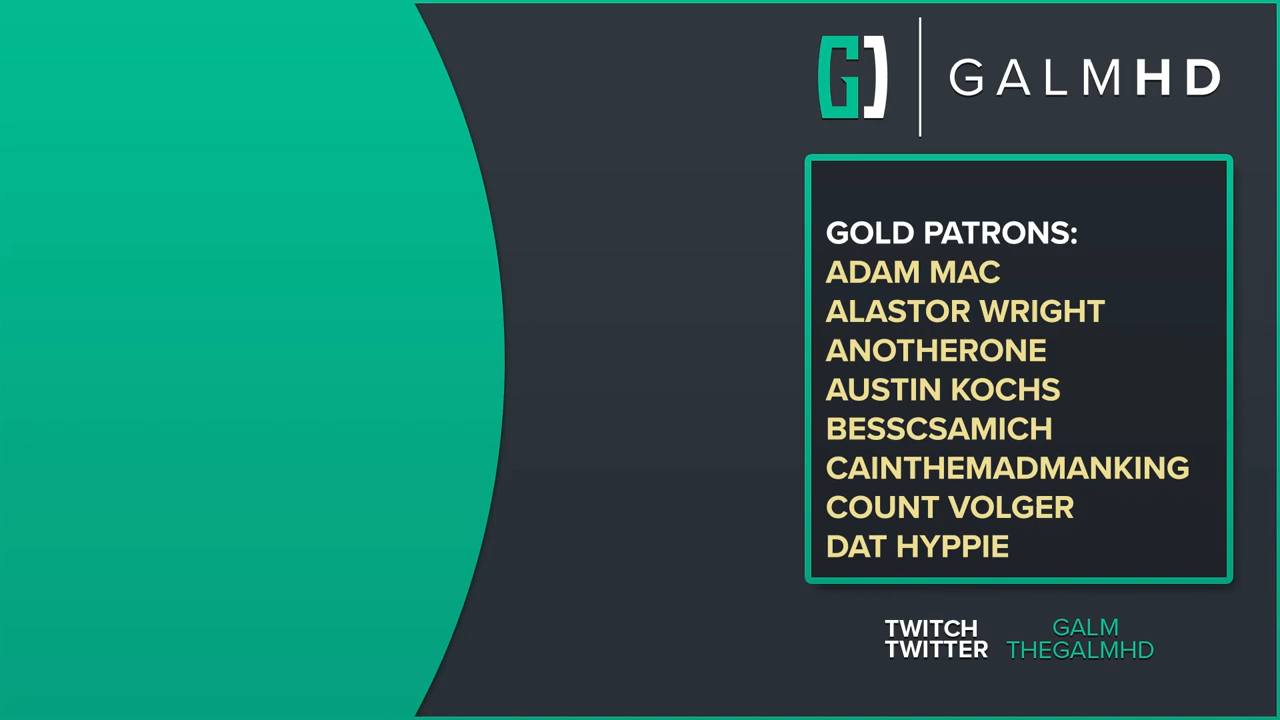 GALMHD
GOLD PATRONS:
ADAM MAC
ALASTOR WRIGHT
ANOTHERONE
AUSTIN KOCHS
BESSCSAMICH
CAINTHEMADMANKING
COUNT VOLGER
DAT HYPPIE
TWITCH GALM
TWITTER THEGALMHD